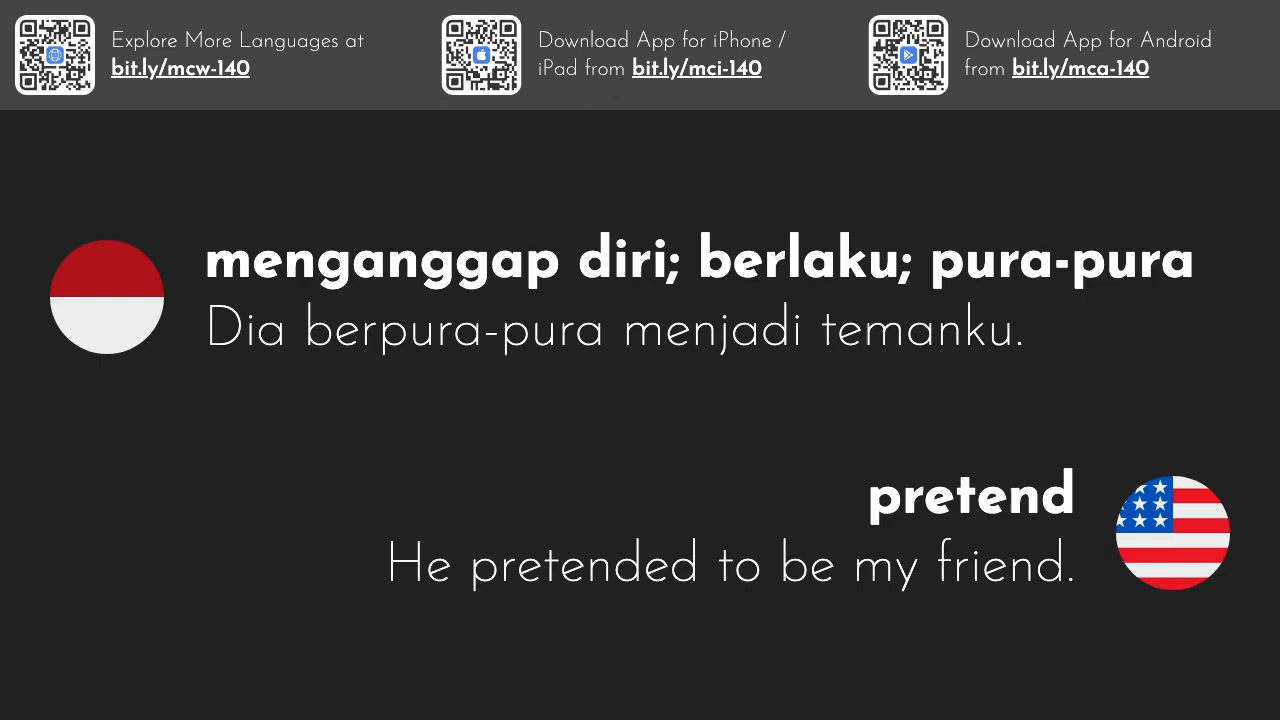 Explore More Languages at
bit.ly/mcw-140
Download App for iPhone /
iPad from bit.ly/mci-140
Download App for Android
from bit.ly/mca-140
menganggap diri; berlaku; pura-pura
Dia berpura-pura menjadi temanku.
pretend
He pretended to be my friend.